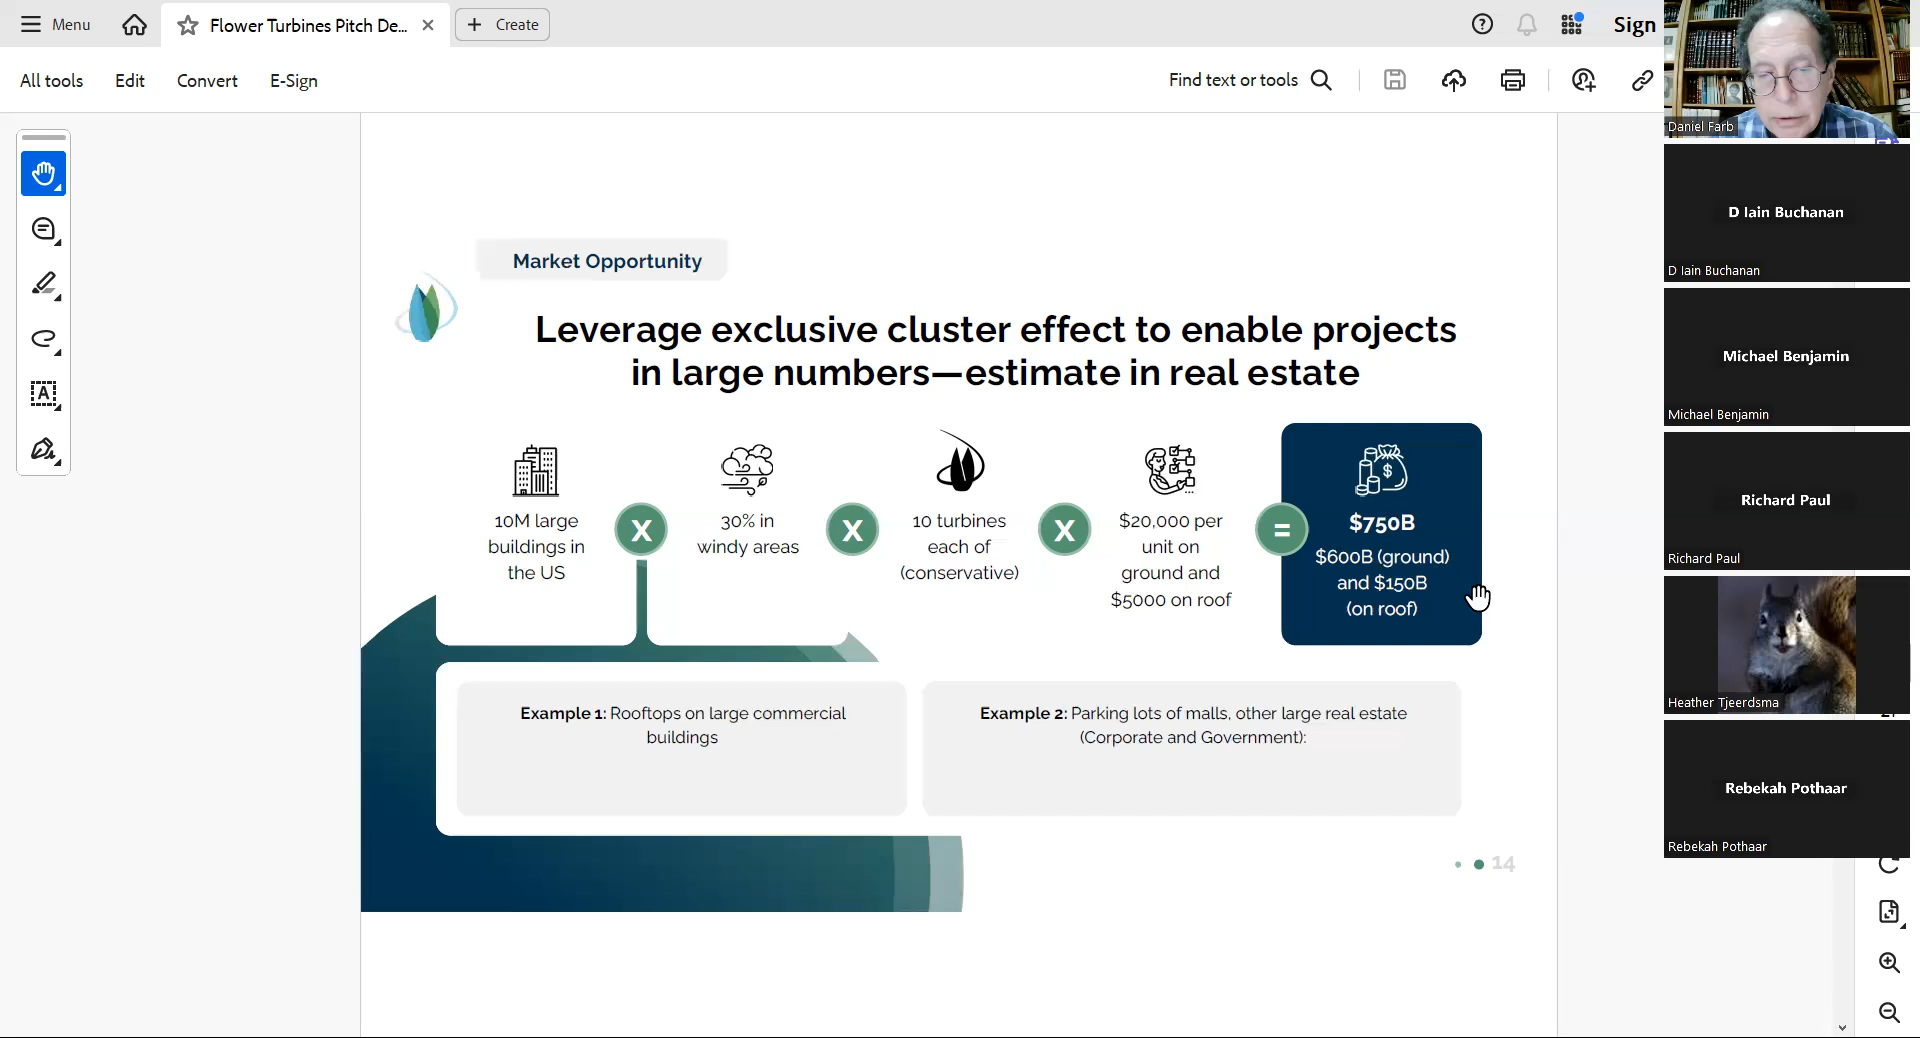 Menu
Flower Turbines Pitch De...
Create
Sign
All tools
Edit
Convert
E-Sign
Find text or tools
Market Opportunity
Leverage exclusive cluster effect to enable projects
in large numbers—estimate in real estate
10M large
buildings in
the US
X
30% in
windy areas
X
10 turbines
each of
(conservative)
X
$20,000 per
unit on
ground and
$5000 on roof
=
$750B
$600B (ground)
and $150B
(on roof)
Example 1: Rooftops on large commercial
buildings
Example 2: Parking lots of malls, other large real estate
(Corporate and Government):
14
Daniel Farb
D Iain Buchanan
D Iain Buchanan
Michael Benjamin
Michael Benjamin
Richard Paul
Richard Paul
Heather Tjeerdsma
Rebekah Pothaar
Rebekah Pothaar